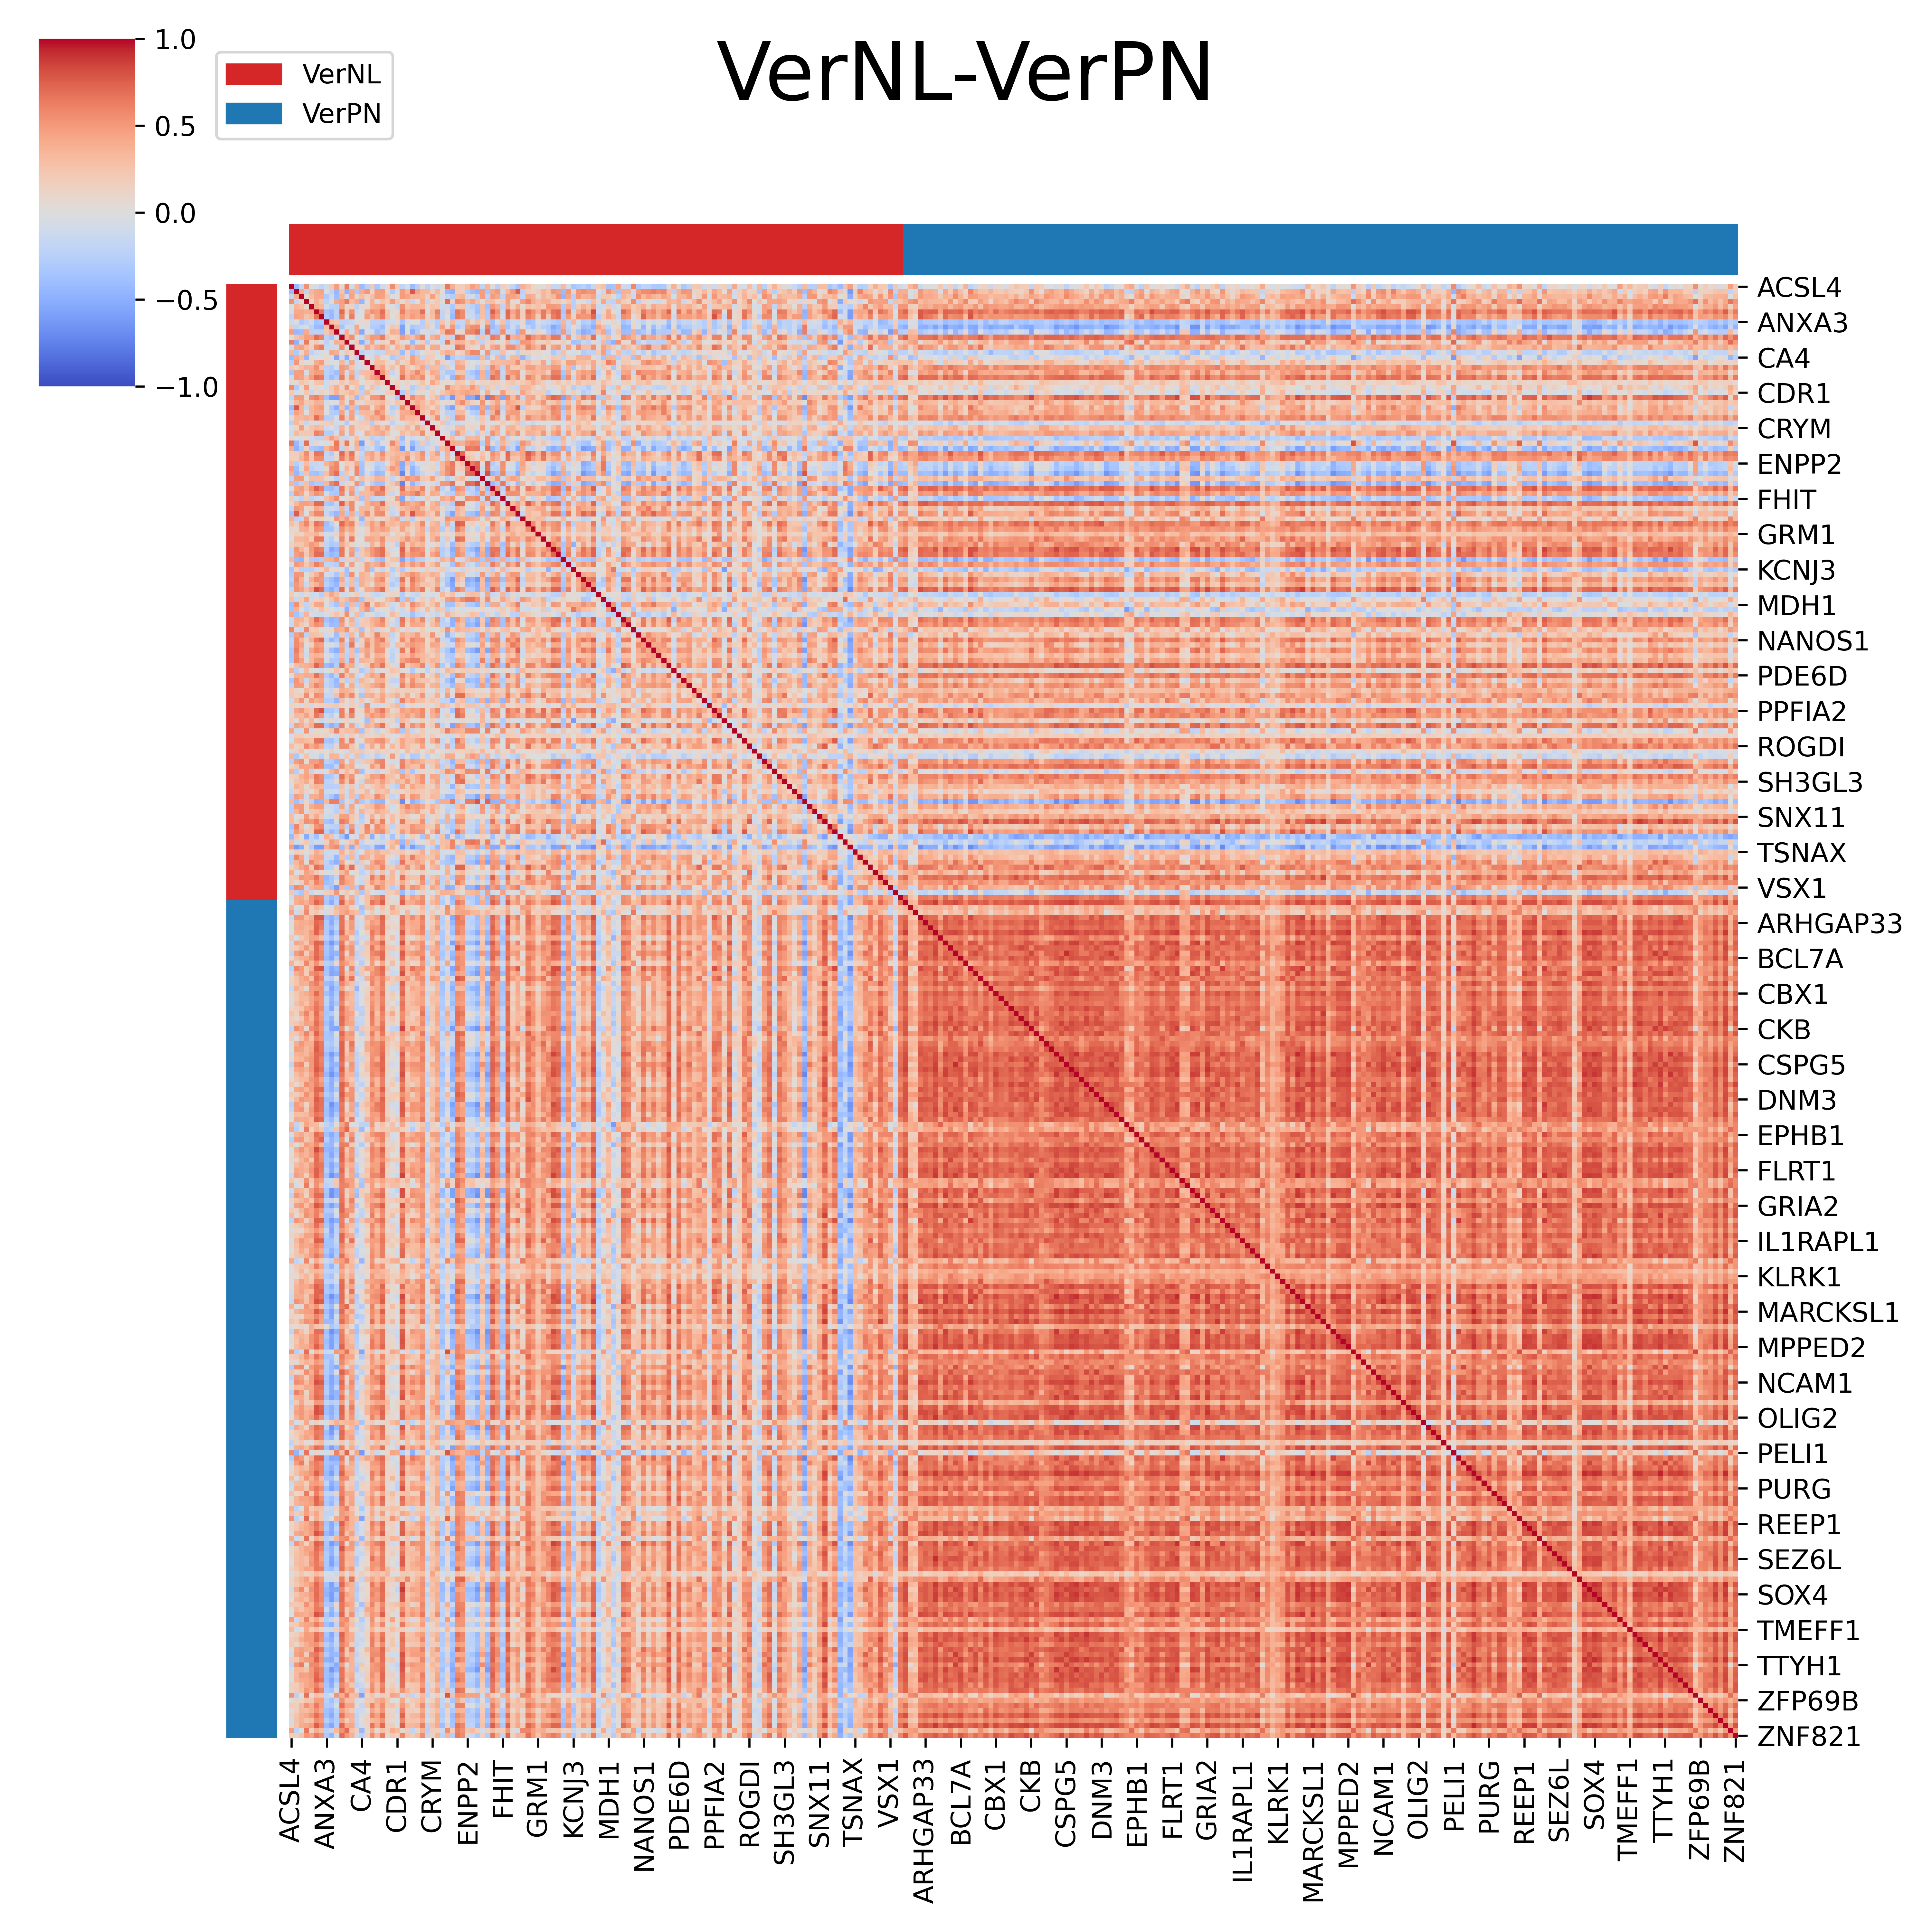 VerNL-VerPN
1.0
0.5
0.0
−0.5
−1.0
VerNL
VerPN
ACSL4
ANXA3
CA4
CDR1
CRYM
ENPP2
FHIT
GRM1
KCNJ3
MDH1
NANOS1
PDE6D
PPFIA2
ROGDI
SH3GL3
SNX11
TSNAX
VSX1
ARHGAP33
BCL7A
CBX1
CKB
CSPG5
DNM3
EPHB1
FLRT1
GRIA2
IL1RAPL1
KLRK1
MARCKSL1
MPPED2
NCAM1
OLIG2
PELI1
PURG
REEP1
SEZ6L
SOX4
TMEFF1
TTYH1
ZFP69B
ZNF821
ACSL4
ANXA3
CA4
CDR1
CRYM
ENPP2
FHIT
GRM1
KCNJ3
MDH1
NANOS1
PDE6D
PPFIA2
ROGDI
SH3GL3
SNX11
TSNAX
VSX1
ARHGAP33
BCL7A
CBX1
CKB
CSPG5
DNM3
EPHB1
FLRT1
GRIA2
IL1RAPL1
KLRK1
MARCKSL1
MPPED2
NCAM1
OLIG2
PELI1
PURG
REEP1
SEZ6L
SOX4
TMEFF1
TTYH1
ZFP69B
ZNF821